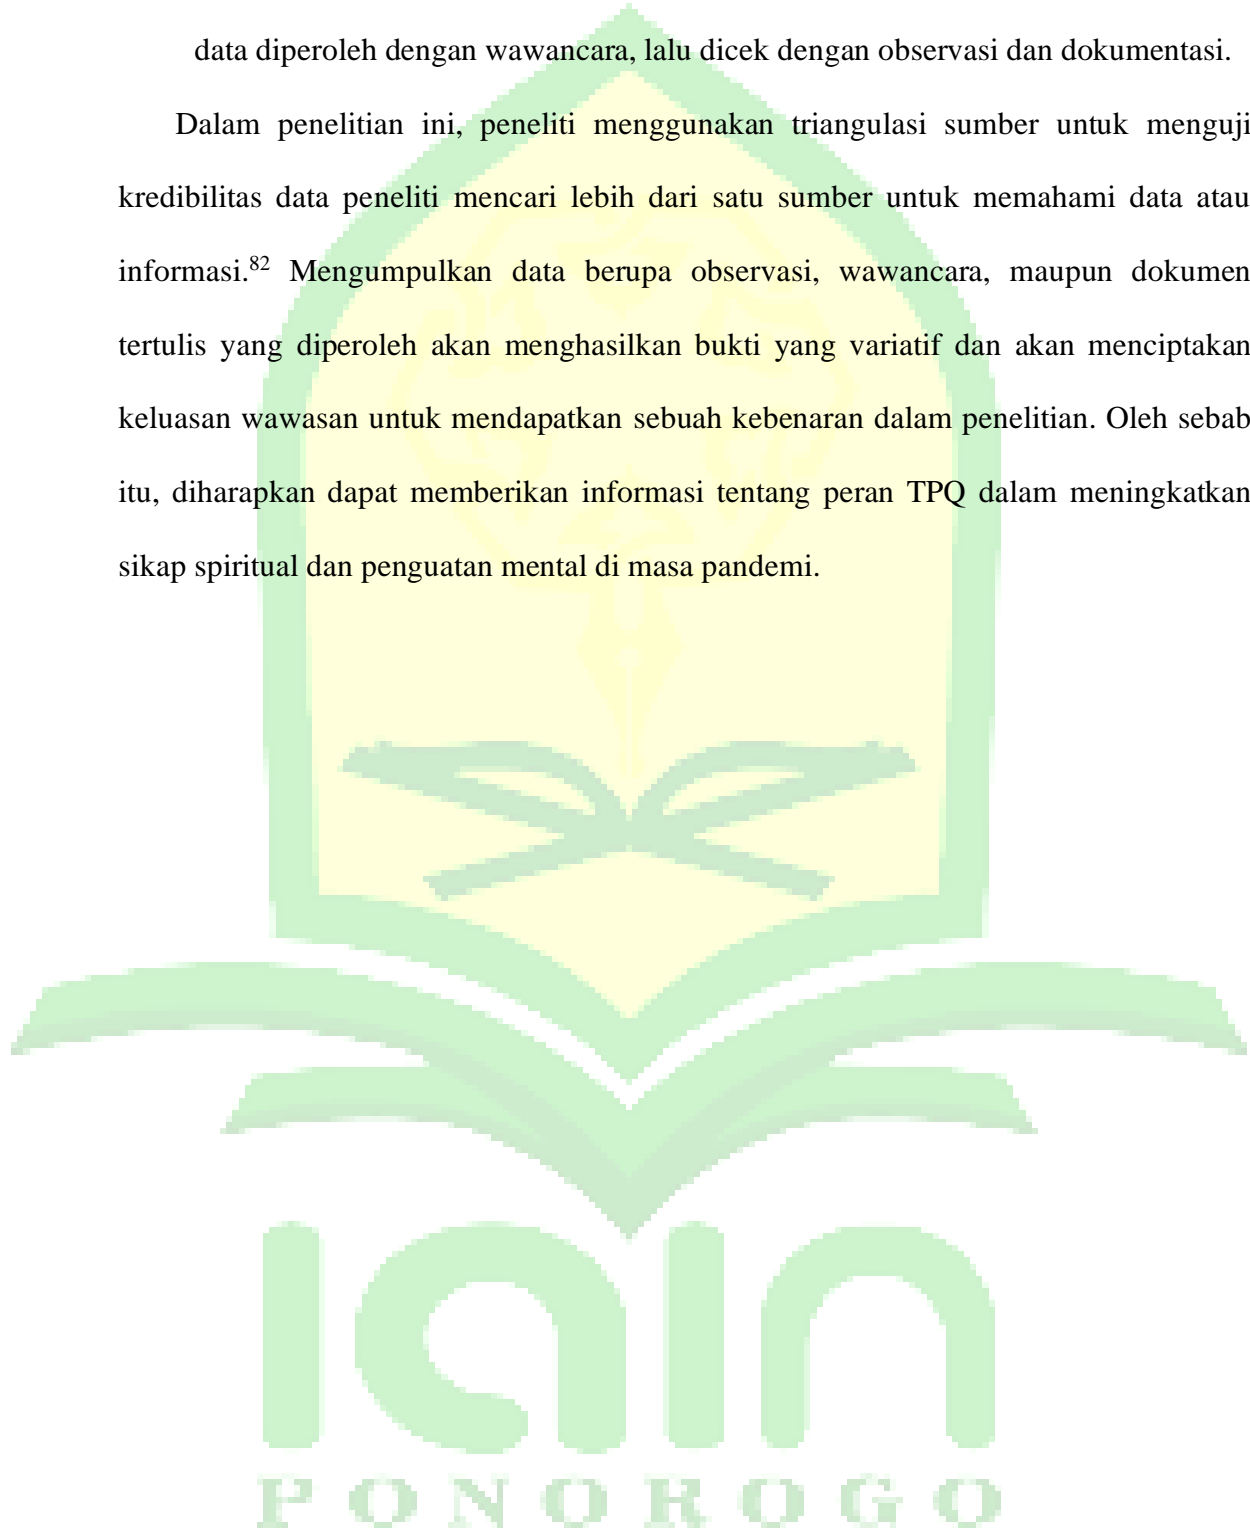 data diperoleh dengan wawancara, lalu dicek dengan observasi dan dokumentasi.
Dalam penelitian ini, peneliti menggunakan triangulasi sumber untuk menguji
kredibilitas data peneliti mencari lebih dari satu sumber untuk memahami data atau
informasi.82 Mengumpulkan data berupa observasi, wawancara, maupun dokumen
tertulis yang diperoleh akan menghasilkan bukti yang variatif dan akan menciptakan
keluasan wawasan untuk mendapatkan sebuah kebenaran dalam penelitian. Oleh sebab
itu, diharapkan dapat memberikan informasi tentang peran TPQ dalam meningkatkan
sikap spiritual dan penguatan mental di masa pandemi.
iain
PONOROGO